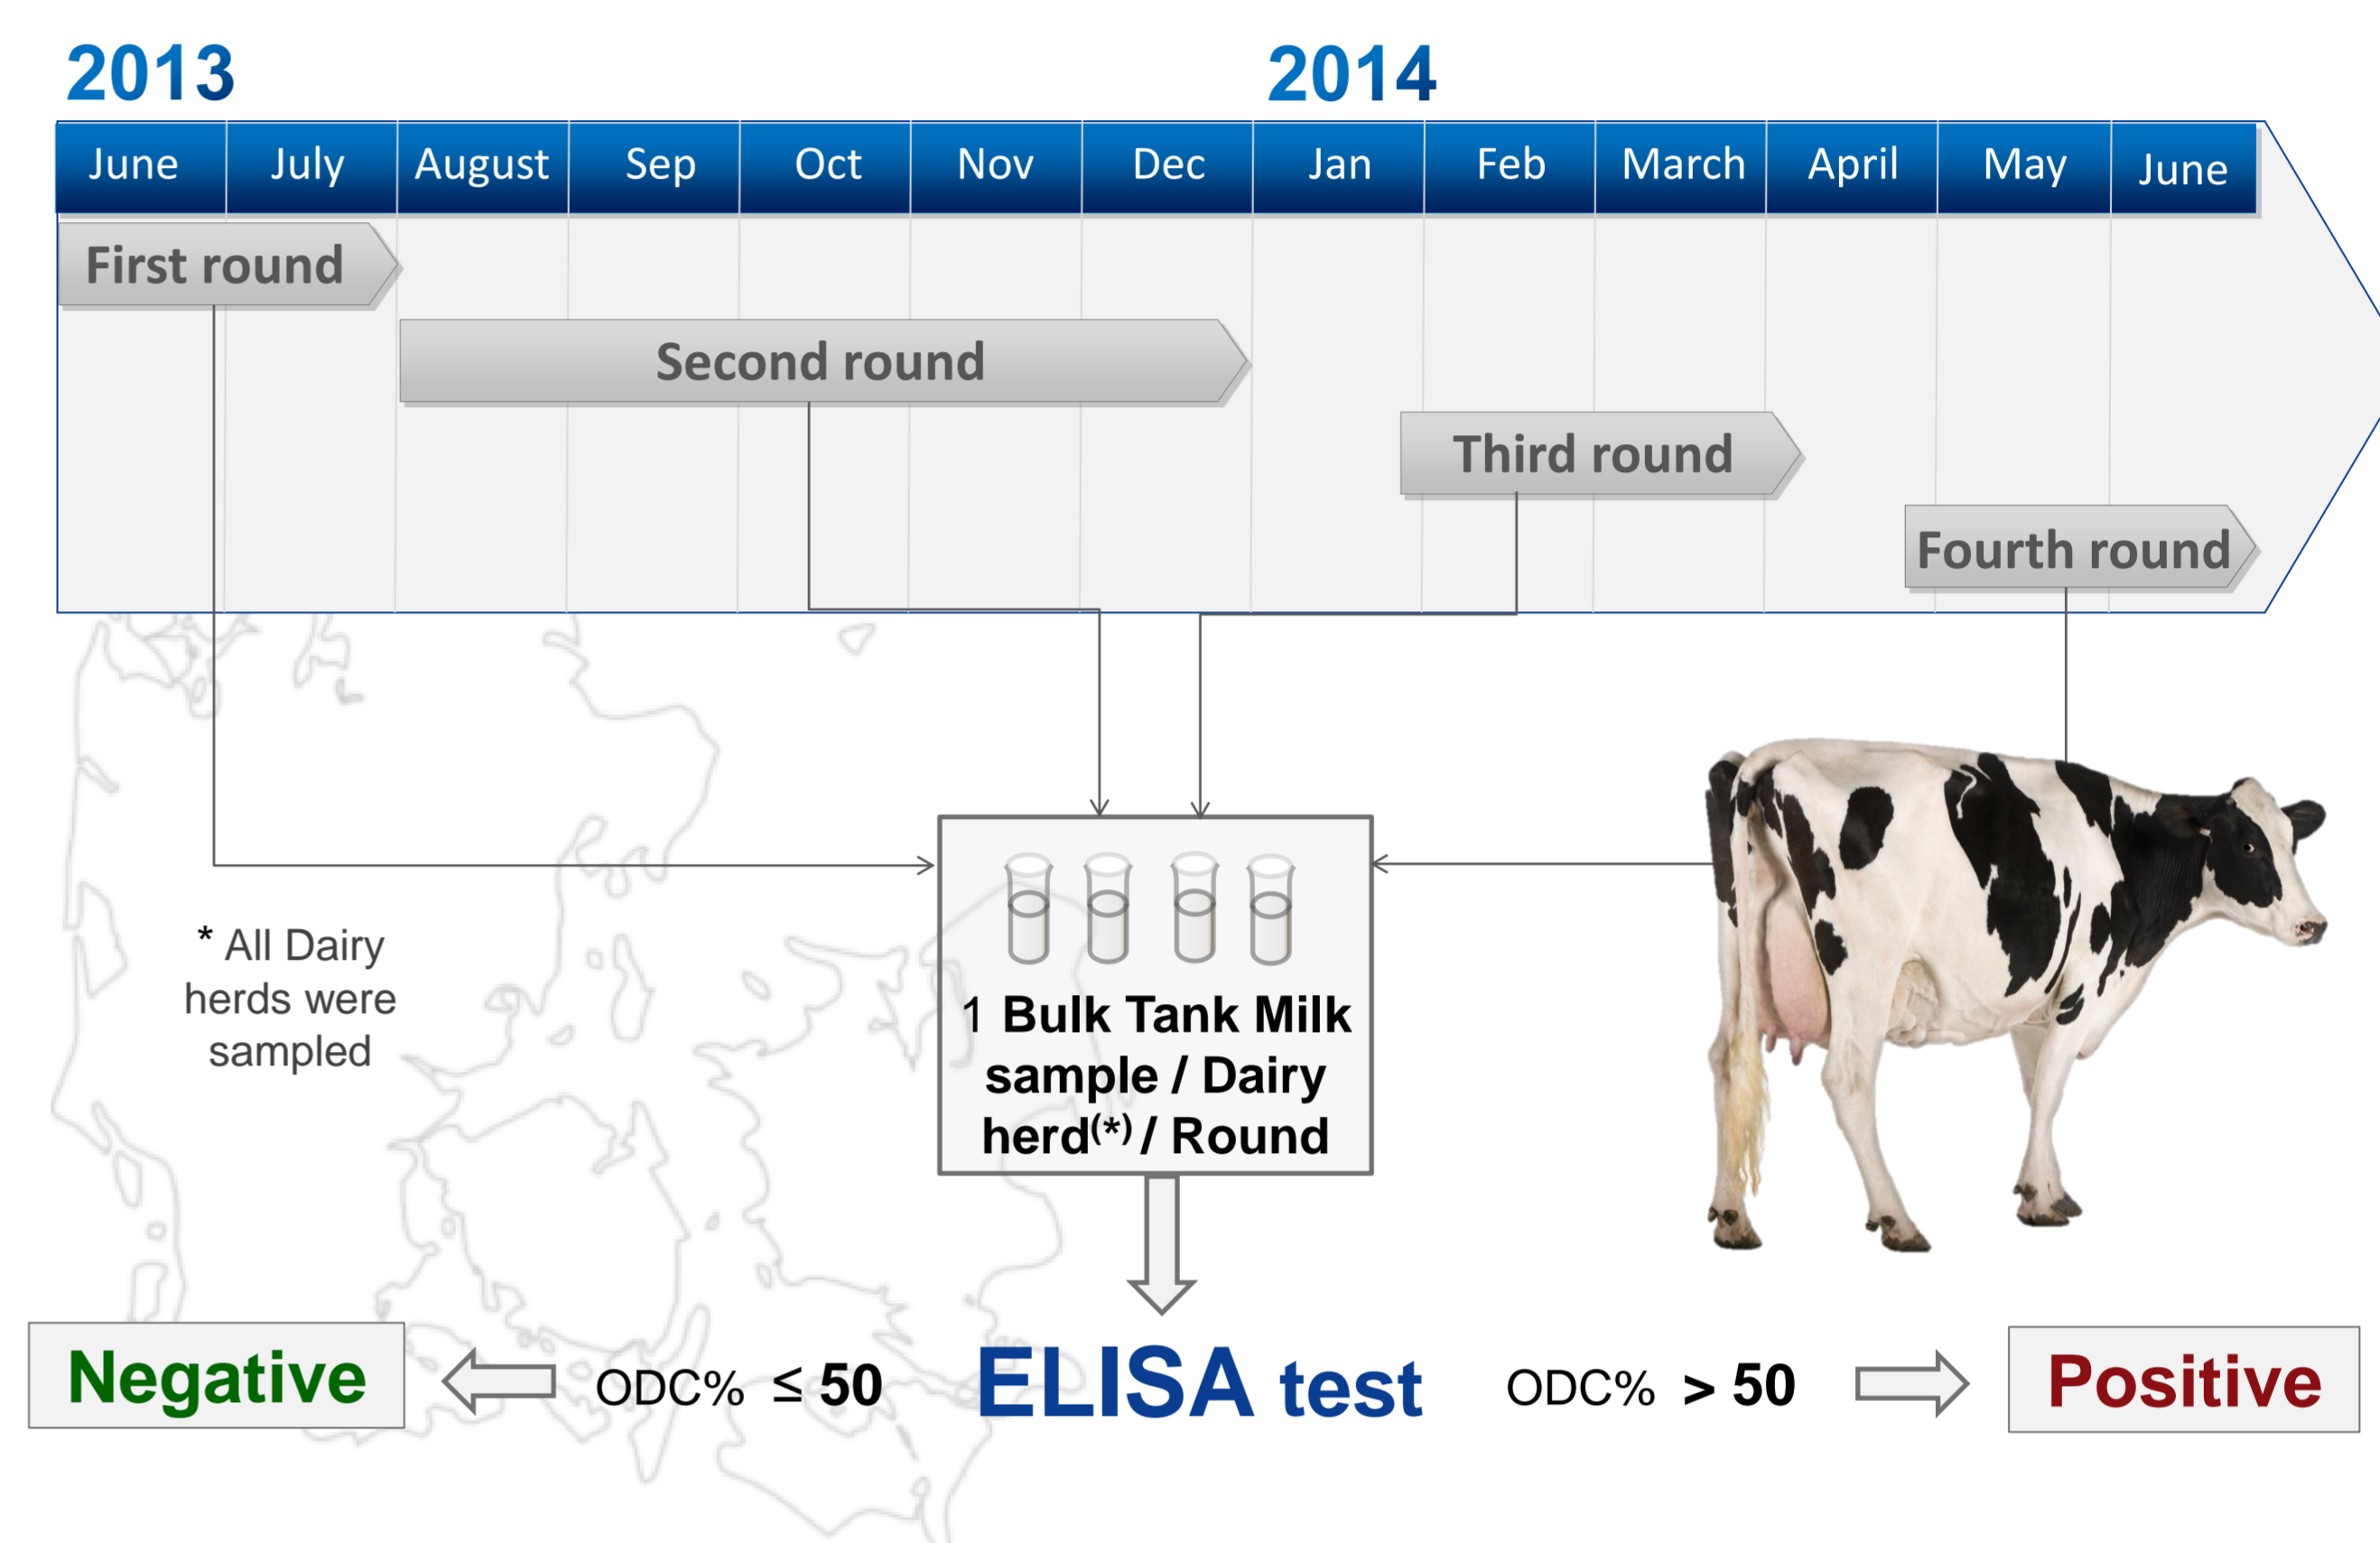 2013 2014
June July August Sep Oct Nov Dec Jan Feb March April May June
First round
Second round
Third round
Fourth round
* All Dairy
herds were
sampled
1 Bulk Tank Milk
sample / Dairy
herd(*) / Round
Negative ODC% ≤ 50 ELISA test ODC% > 50 Positive